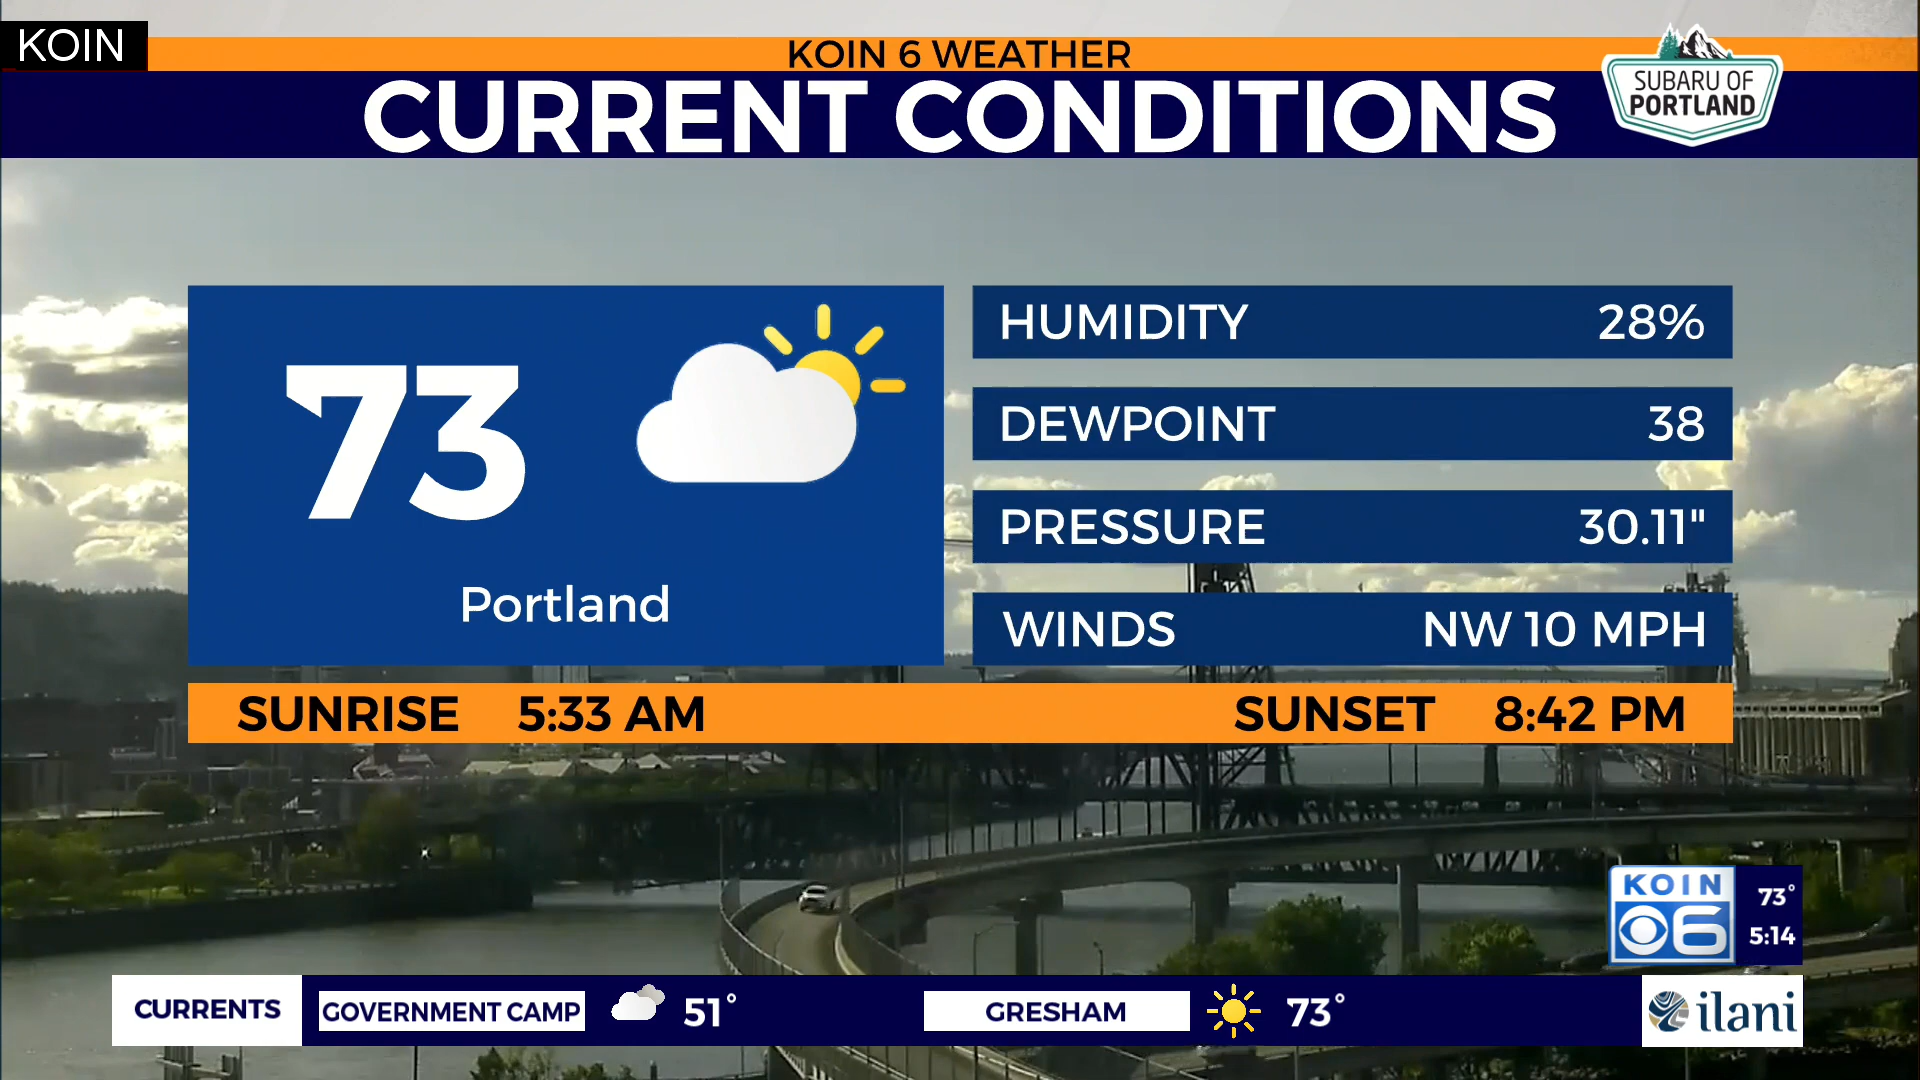 KOIN
KOIN 6 WEATHER
CURRENT CONDITIONS
SUBARU OF
PORTLAND
73
Portland
HUMIDITY 28%
DEWPOINT 38
PRESSURE 30.11"
WINDS NW 10 MPH
SUNRISE 5:33 AM SUNSET 8:42 PM
KOIN
6
73°
5:14
CURRENTS GOVERNMENT CAMP 51° GRESHAM 73° ilani